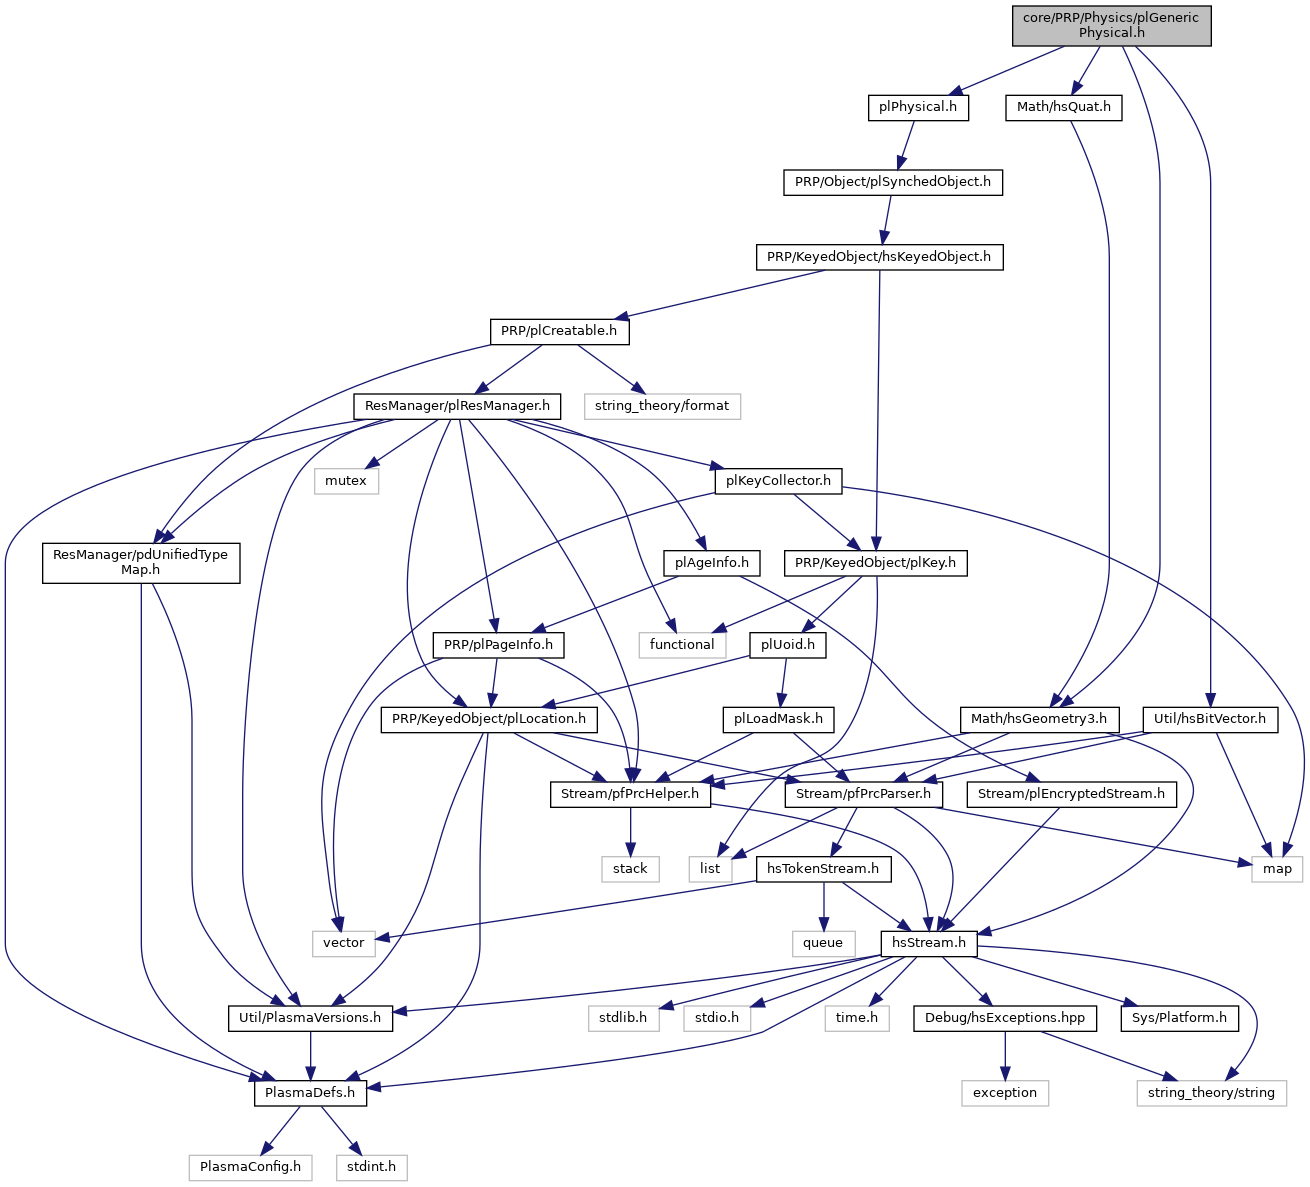 core/PRP/Physics/plGeneric
Physical.h
plPhysical.h
Math/hsQuat.h
PRP/Object/plSynchedObject.h
PRP/KeyedObject/hsKeyedObject.h
PRP/plCreatable.h
ResManager/plResManager.h
string_theory/format
mutex
plKeyCollector.h
ResManager/pdUnifiedType
Map.h
plAgeInfo.h
PRP/KeyedObject/plKey.h
PRP/plPageInfo.h
functional
plUoid.h
PRP/KeyedObject/plLocation.h
plLoadMask.h
Math/hsGeometry3.h
Util/hsBitVector.h
Stream/pfPrcHelper.h
Stream/pfPrcParser.h
Stream/plEncryptedStream.h
stack
list
hsTokenStream.h
map
vector
queue
hsStream.h
Util/PlasmaVersions.h
stdlib.h
stdio.h
time.h
Debug/hsExceptions.hpp
Sys/Platform.h
PlasmaDefs.h
exception
string_theory/string
PlasmaConfig.h
stdint.h